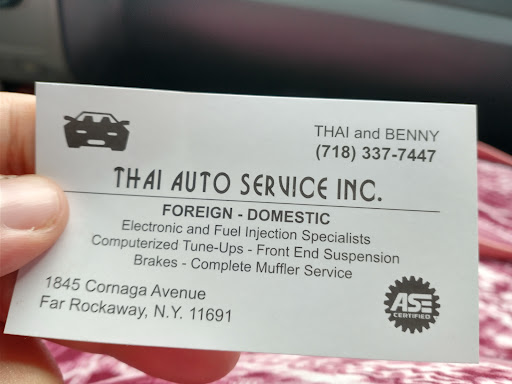 THAI and BENNY
(718) 337-7447
THAI AUTO SERVICE INC.
FOREIGN - DOMESTIC
Electronic and Fuel Injection Specialists
Computerized Tune-Ups - Front End Suspension
Brakes - Complete Muffler Service
1845 Cornaga Avenue
Far Rockaway, N.Y. 11691
ASE
CERTIFIED